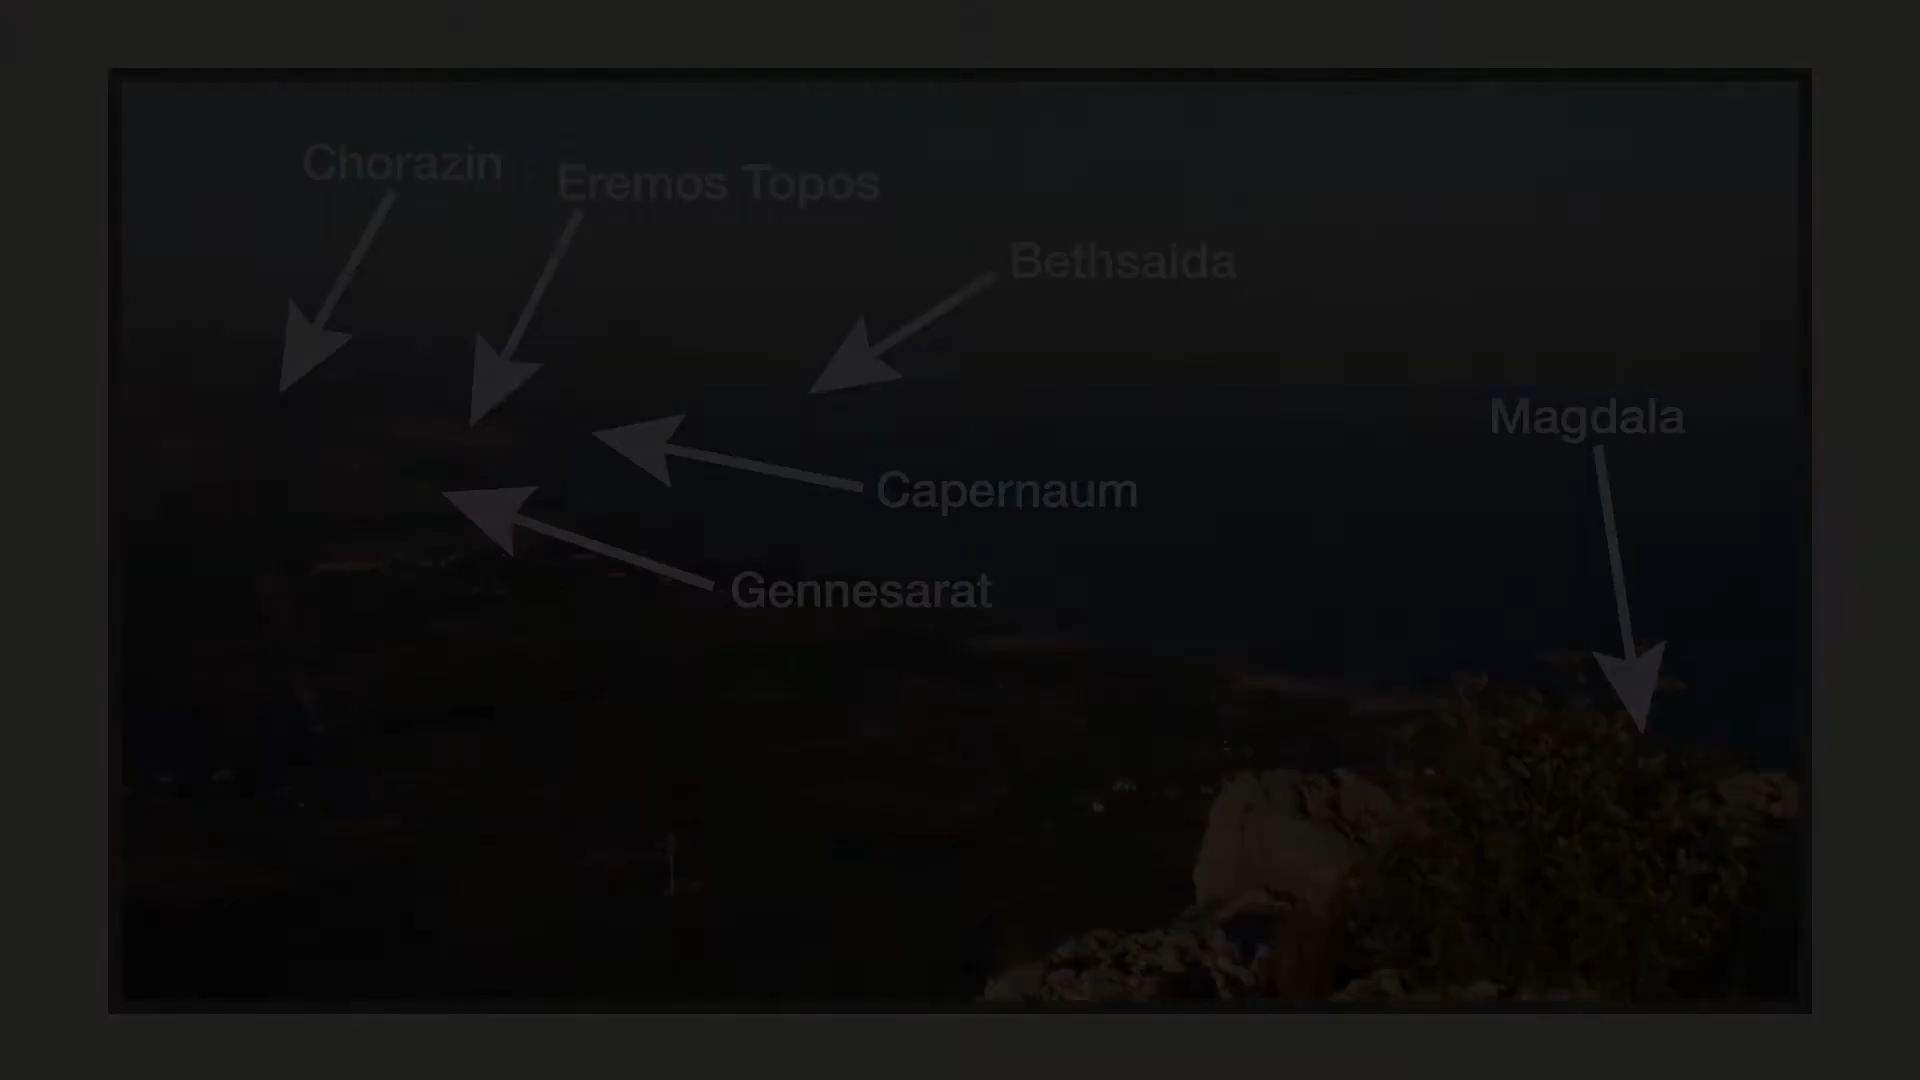 Chorazin
Eremos Topos
Bethsaida
Magdala
Capernaum
Gennesarat